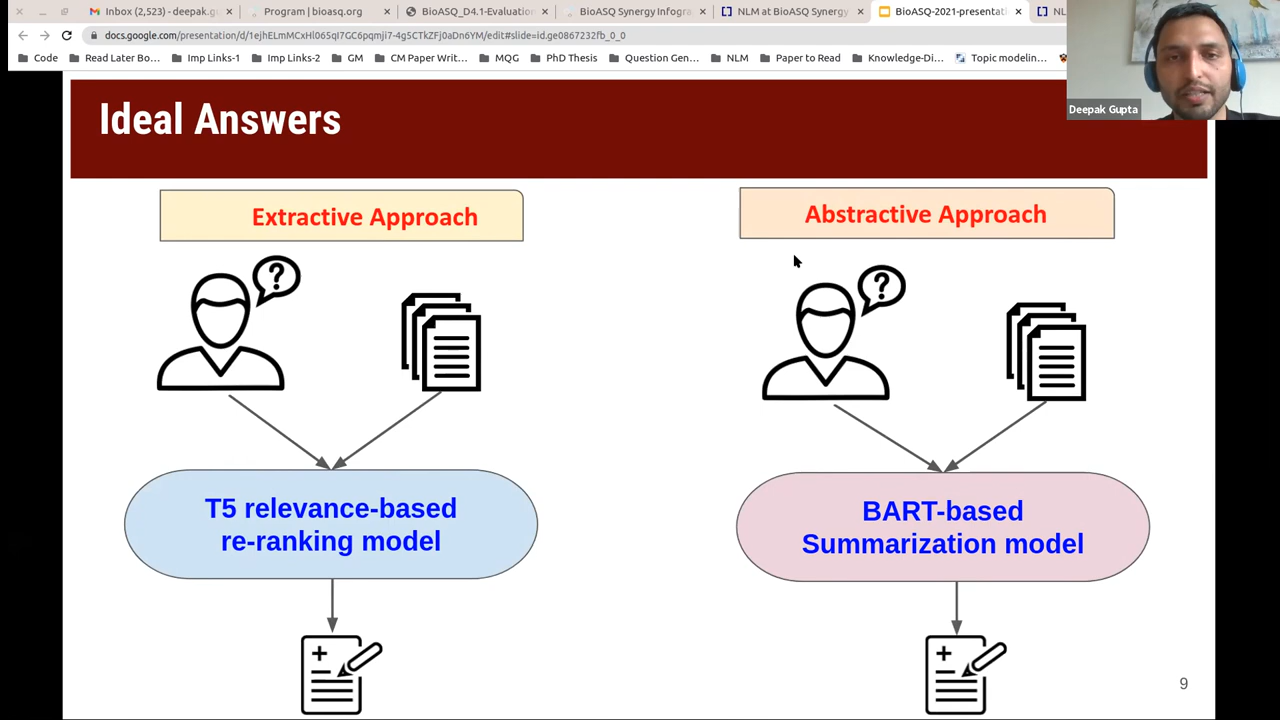 Inbox (2,523) - deepak.gu
Program | bioasq.org
BioASQ_D4.1-Evaluation
BioASQ Synergy Infogra
NLM at BioASQ Synergy
BioASQ-2021-presentati
NL
docs.google.com/presentation/d/1ejhELmMCxHl065qI7GC6pqmji7-4g5CTkZFj0aDn6YM/edit#slide=id.ge0867232fb_0_0
Code
Read Later Bo...
Imp Links-1
Imp Links-2
GM
CM Paper Writ...
MQG
PhD Thesis
Question Gen...
NLM
Paper to Read
Knowledge-Di...
Topic modelin...
Deepak Gupta
Ideal Answers
Extractive Approach
Abstractive Approach
?
?
T5 relevance-based
re-ranking model
BART-based
Summarization model
9